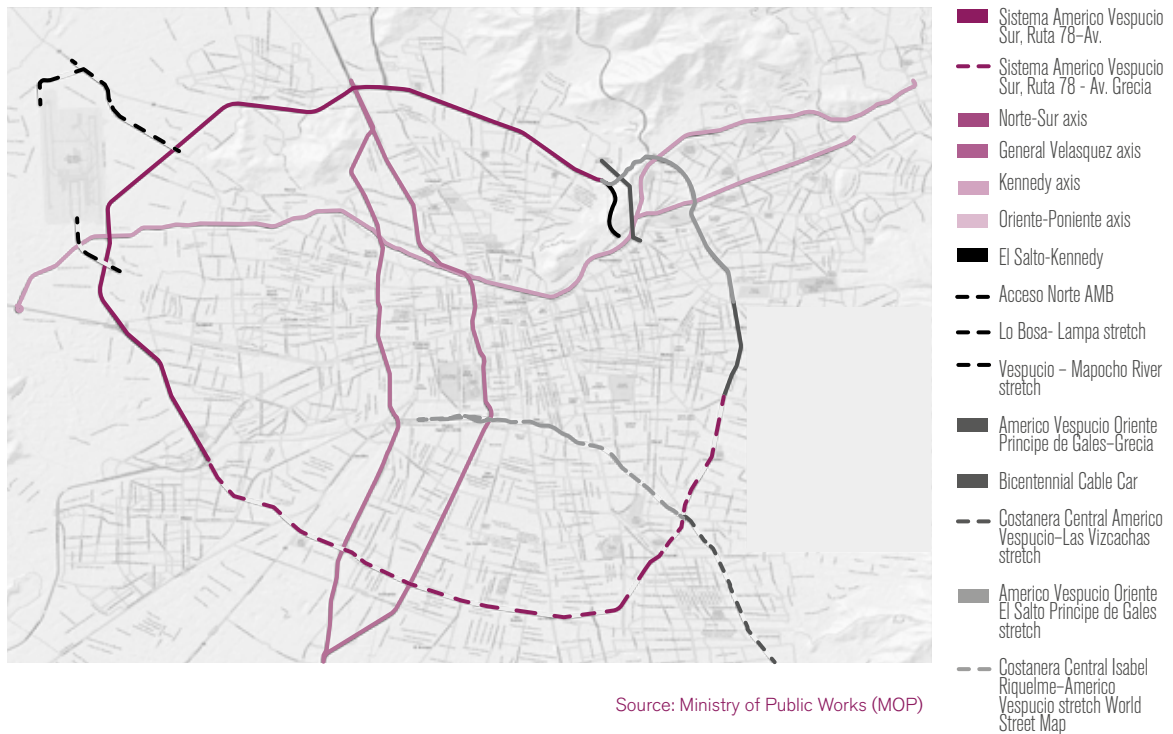 Sistema Americo Vespucio
Sur, Ruta 78–Av.
Sistema Americo Vespucio
Sur, Ruta 78 - Av. Grecia
Norte-Sur axis
General Velasquez axis
Kennedy axis
Oriente-Poniente axis
El Salto-Kennedy
Acceso Norte AMB
Lo Bosa- Lampa stretch
Vespucio – Mapocho River
stretch
Americo Vespucio Oriente
Principe de Gales–Grecia
Bicentennial Cable Car
Costanera Central Americo
Vespucio–Las Vizcachas
stretch
Americo Vespucio Oriente
El Salto Principe de Gales
stretch
Costanera Central Isabel
Riquelme–Americo
Vespucio stretch World
Street Map
Source: Ministry of Public Works (MOP)